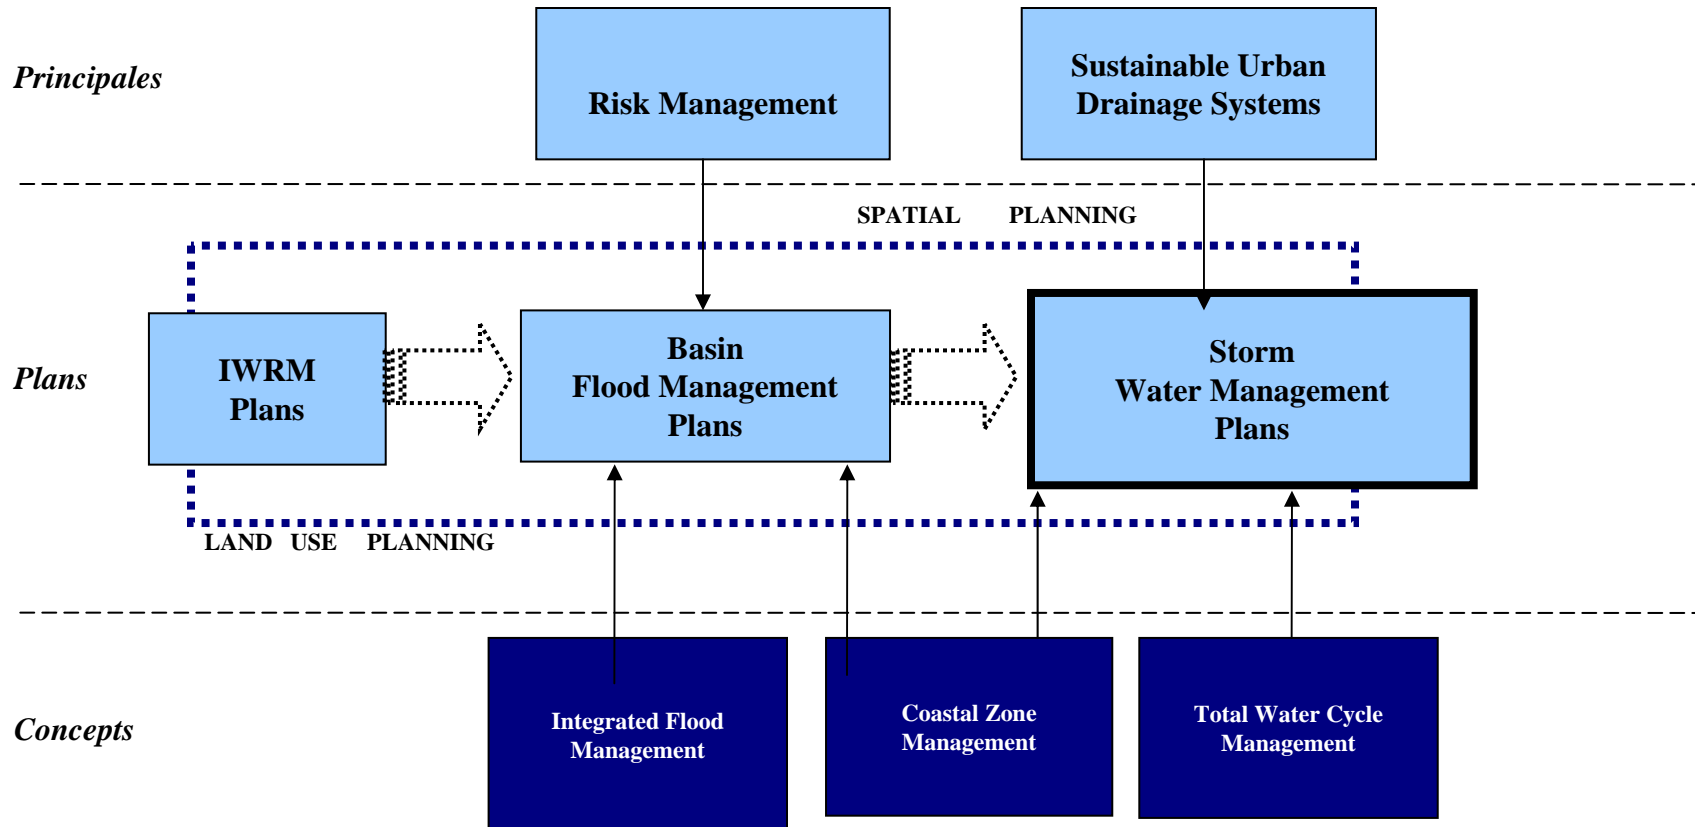 Principales
Risk Management
Sustainable Urban
Drainage Systems
SPATIAL PLANNING
Plans
IWRM
Plans
Basin
Flood Management
Plans
Storm
Water Management
Plans
LAND USE PLANNING
Concepts
Integrated Flood
Management
Coastal Zone
Management
Total Water Cycle
Management